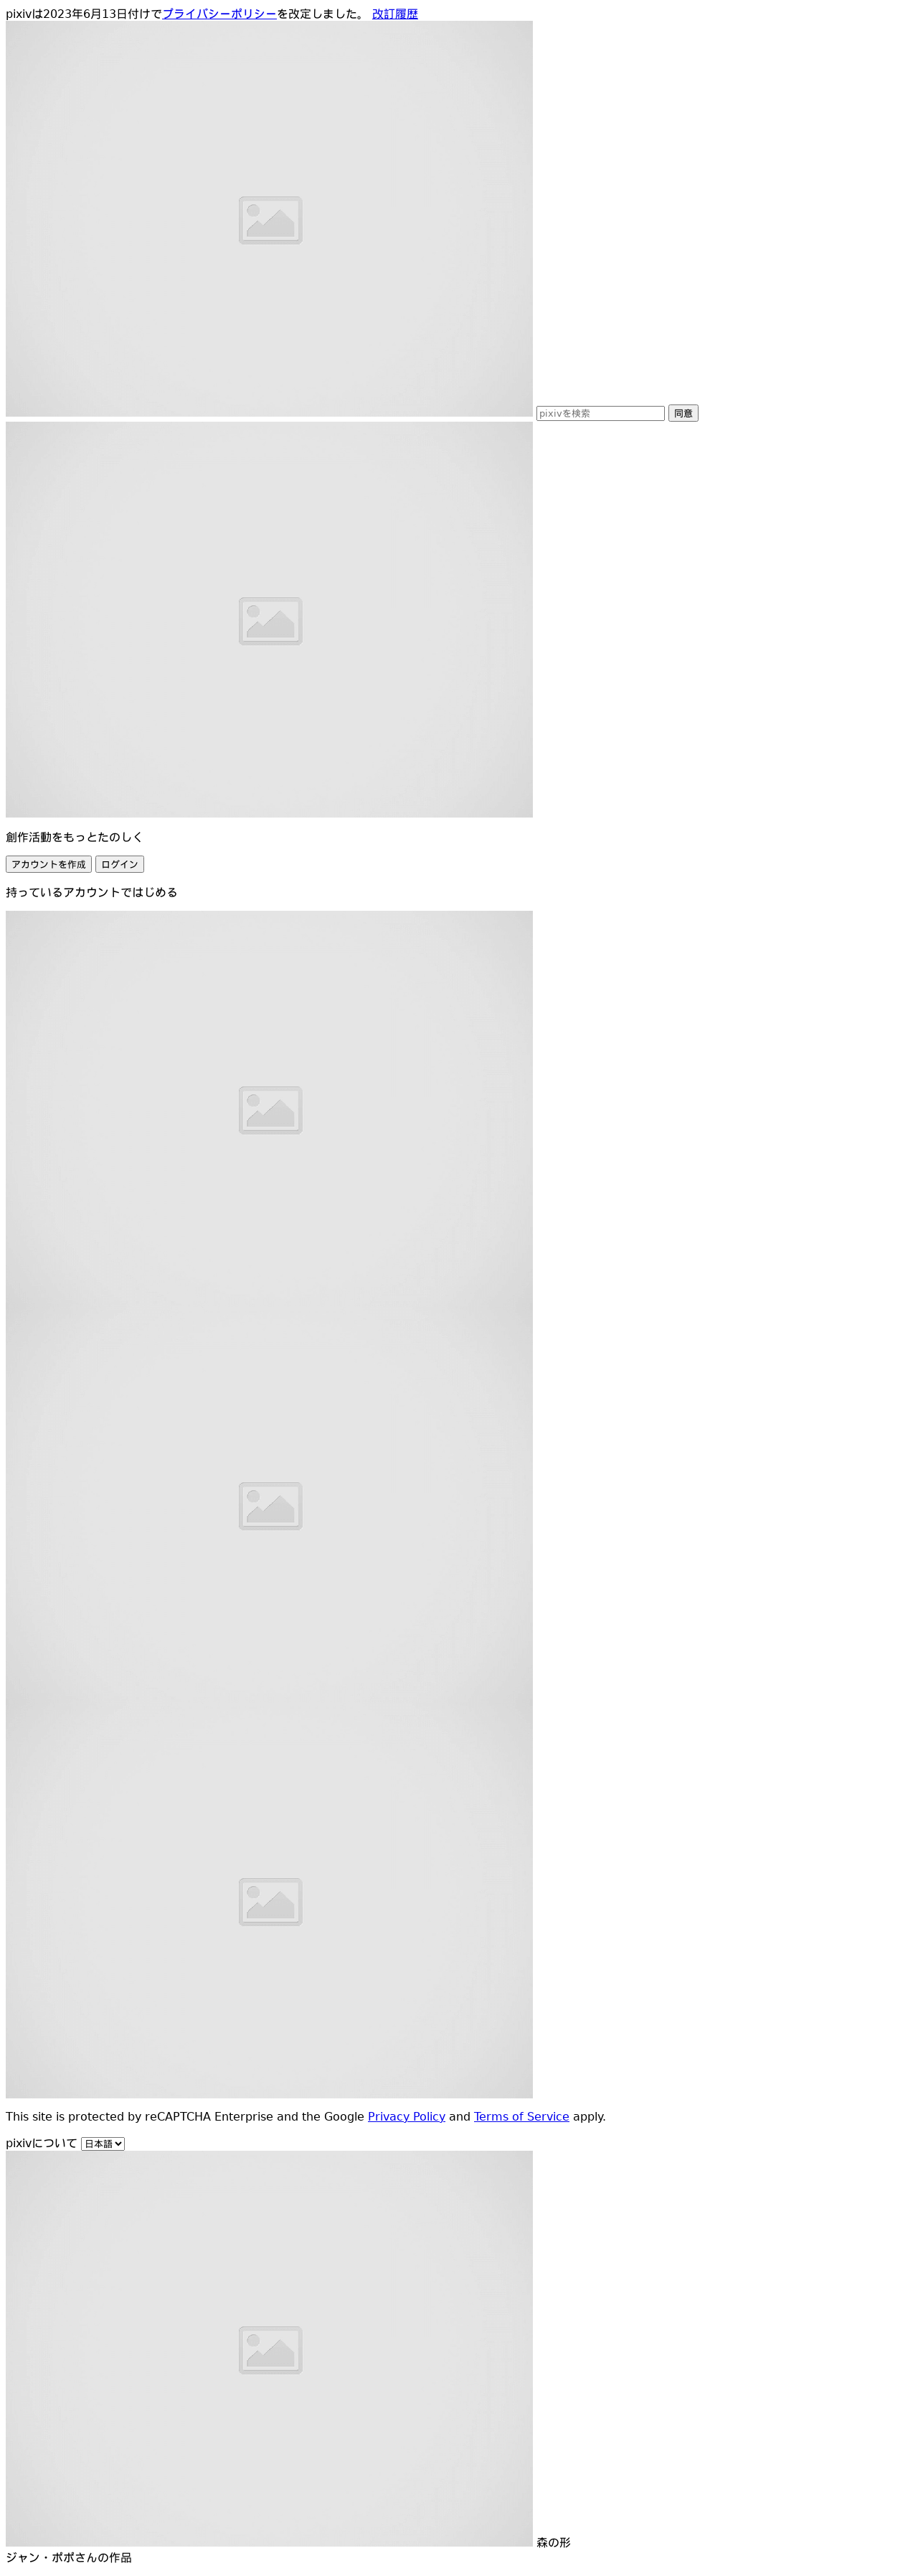 pixivは2023年6月13日付けでプライバシーポリシーを改定しました。 改訂履歴
pixivを検索 同意
創作活動をもっとたのしく
アカウントを作成 ログイン
持っているアカウントではじめる
This site is protected by reCAPTCHA Enterprise and the Google Privacy Policy and Terms of Service apply.
pixivについて 日本語
森の形
ジャン・ポポさんの作品